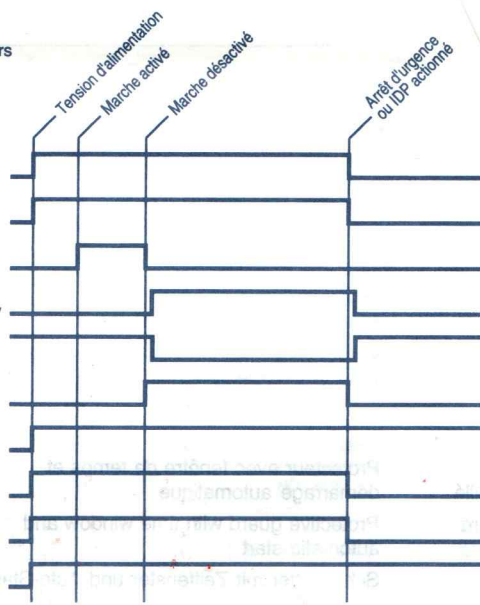 rs
Tension d'alimentation
Marche activé
Marche désactivé
Arrêt d'urgence
ou IDP actionné
Protecteur avec fenêtre de temps et
démarrage automatique
Protective guard with time window and
automatic start